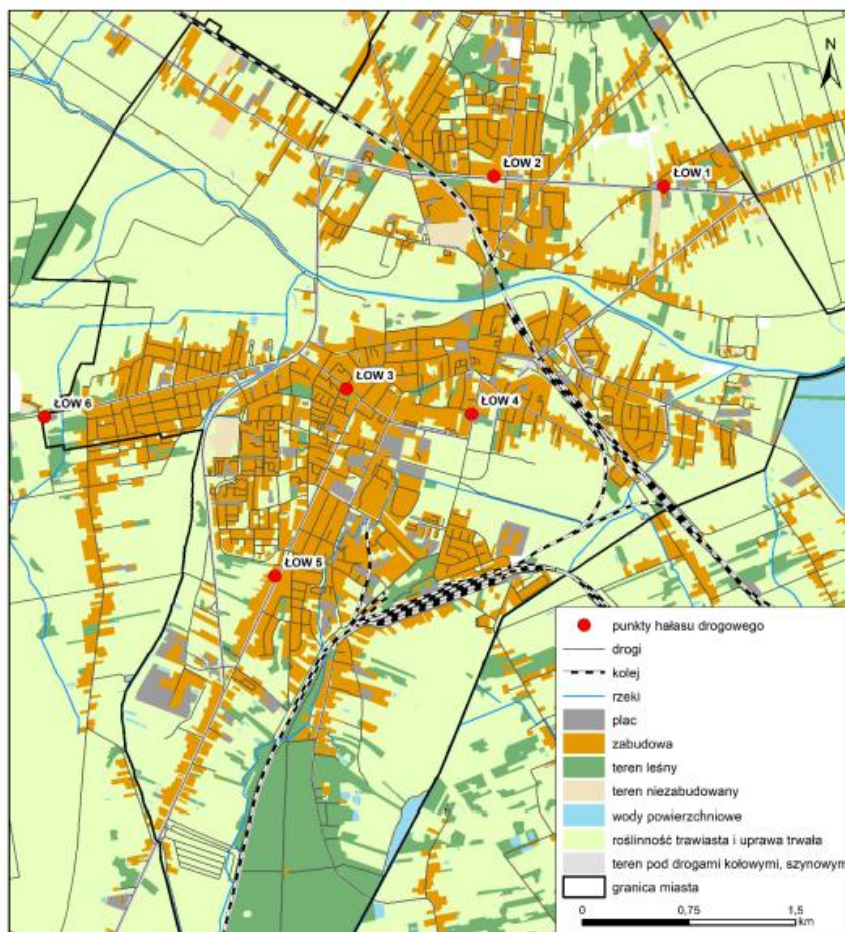 N
ŁOW 2
ŁOW 1
ŁOW 3
ŁOW 6
ŁOW 4
ŁOW 5
punkty hałasu drogowego
drogi
kolej
rzeki
plac
zabudowa
teren leśny
teren niezabudowany
wody powierzchniowe
roślinność trawiasta i uprawa trwała
teren pod drogami kołowymi, szynowym
granica miasta
0 0,75 1,5
km